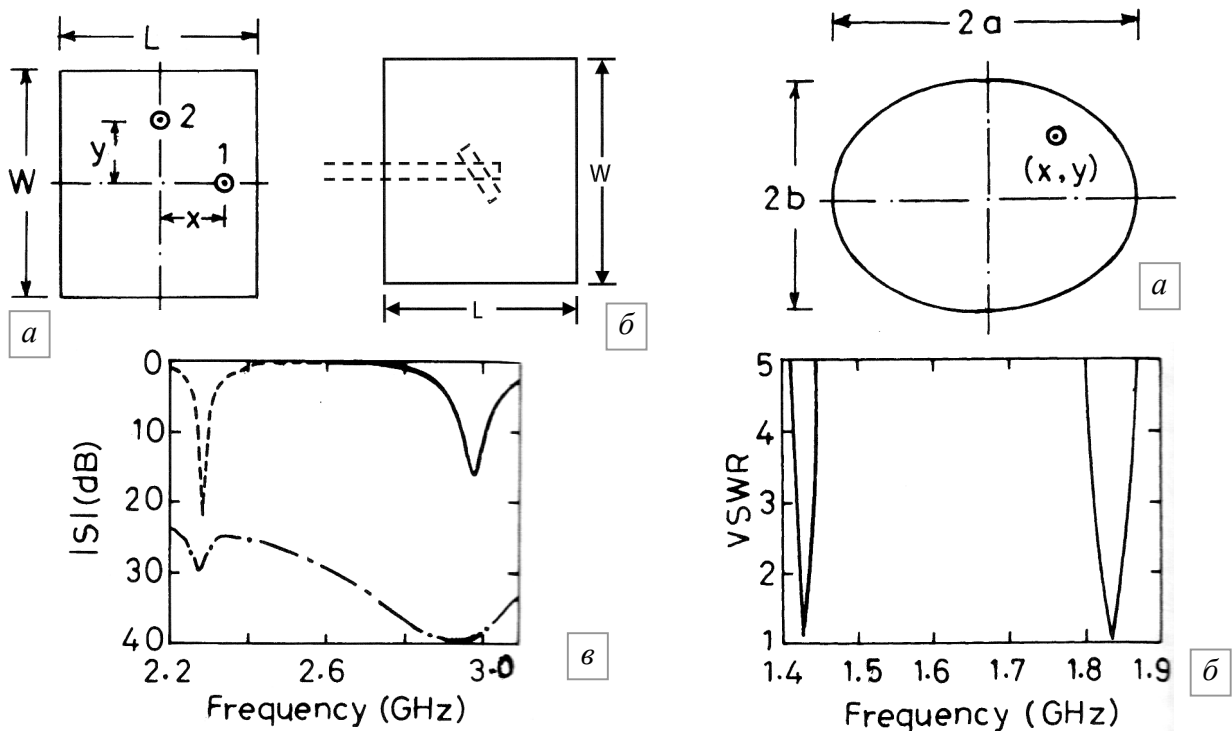 L
W
y
2
1
x
а
W
L
б
2a
2b
(x, y)
а
|S|(dB)
0
10
20
30
40
2.2
2.6
3.0
Frequency (GHz)
в
VSWR
5
4
3
2
1
1.4
1.5
1.6
1.7
1.8
1.9
Frequency (GHz)
б